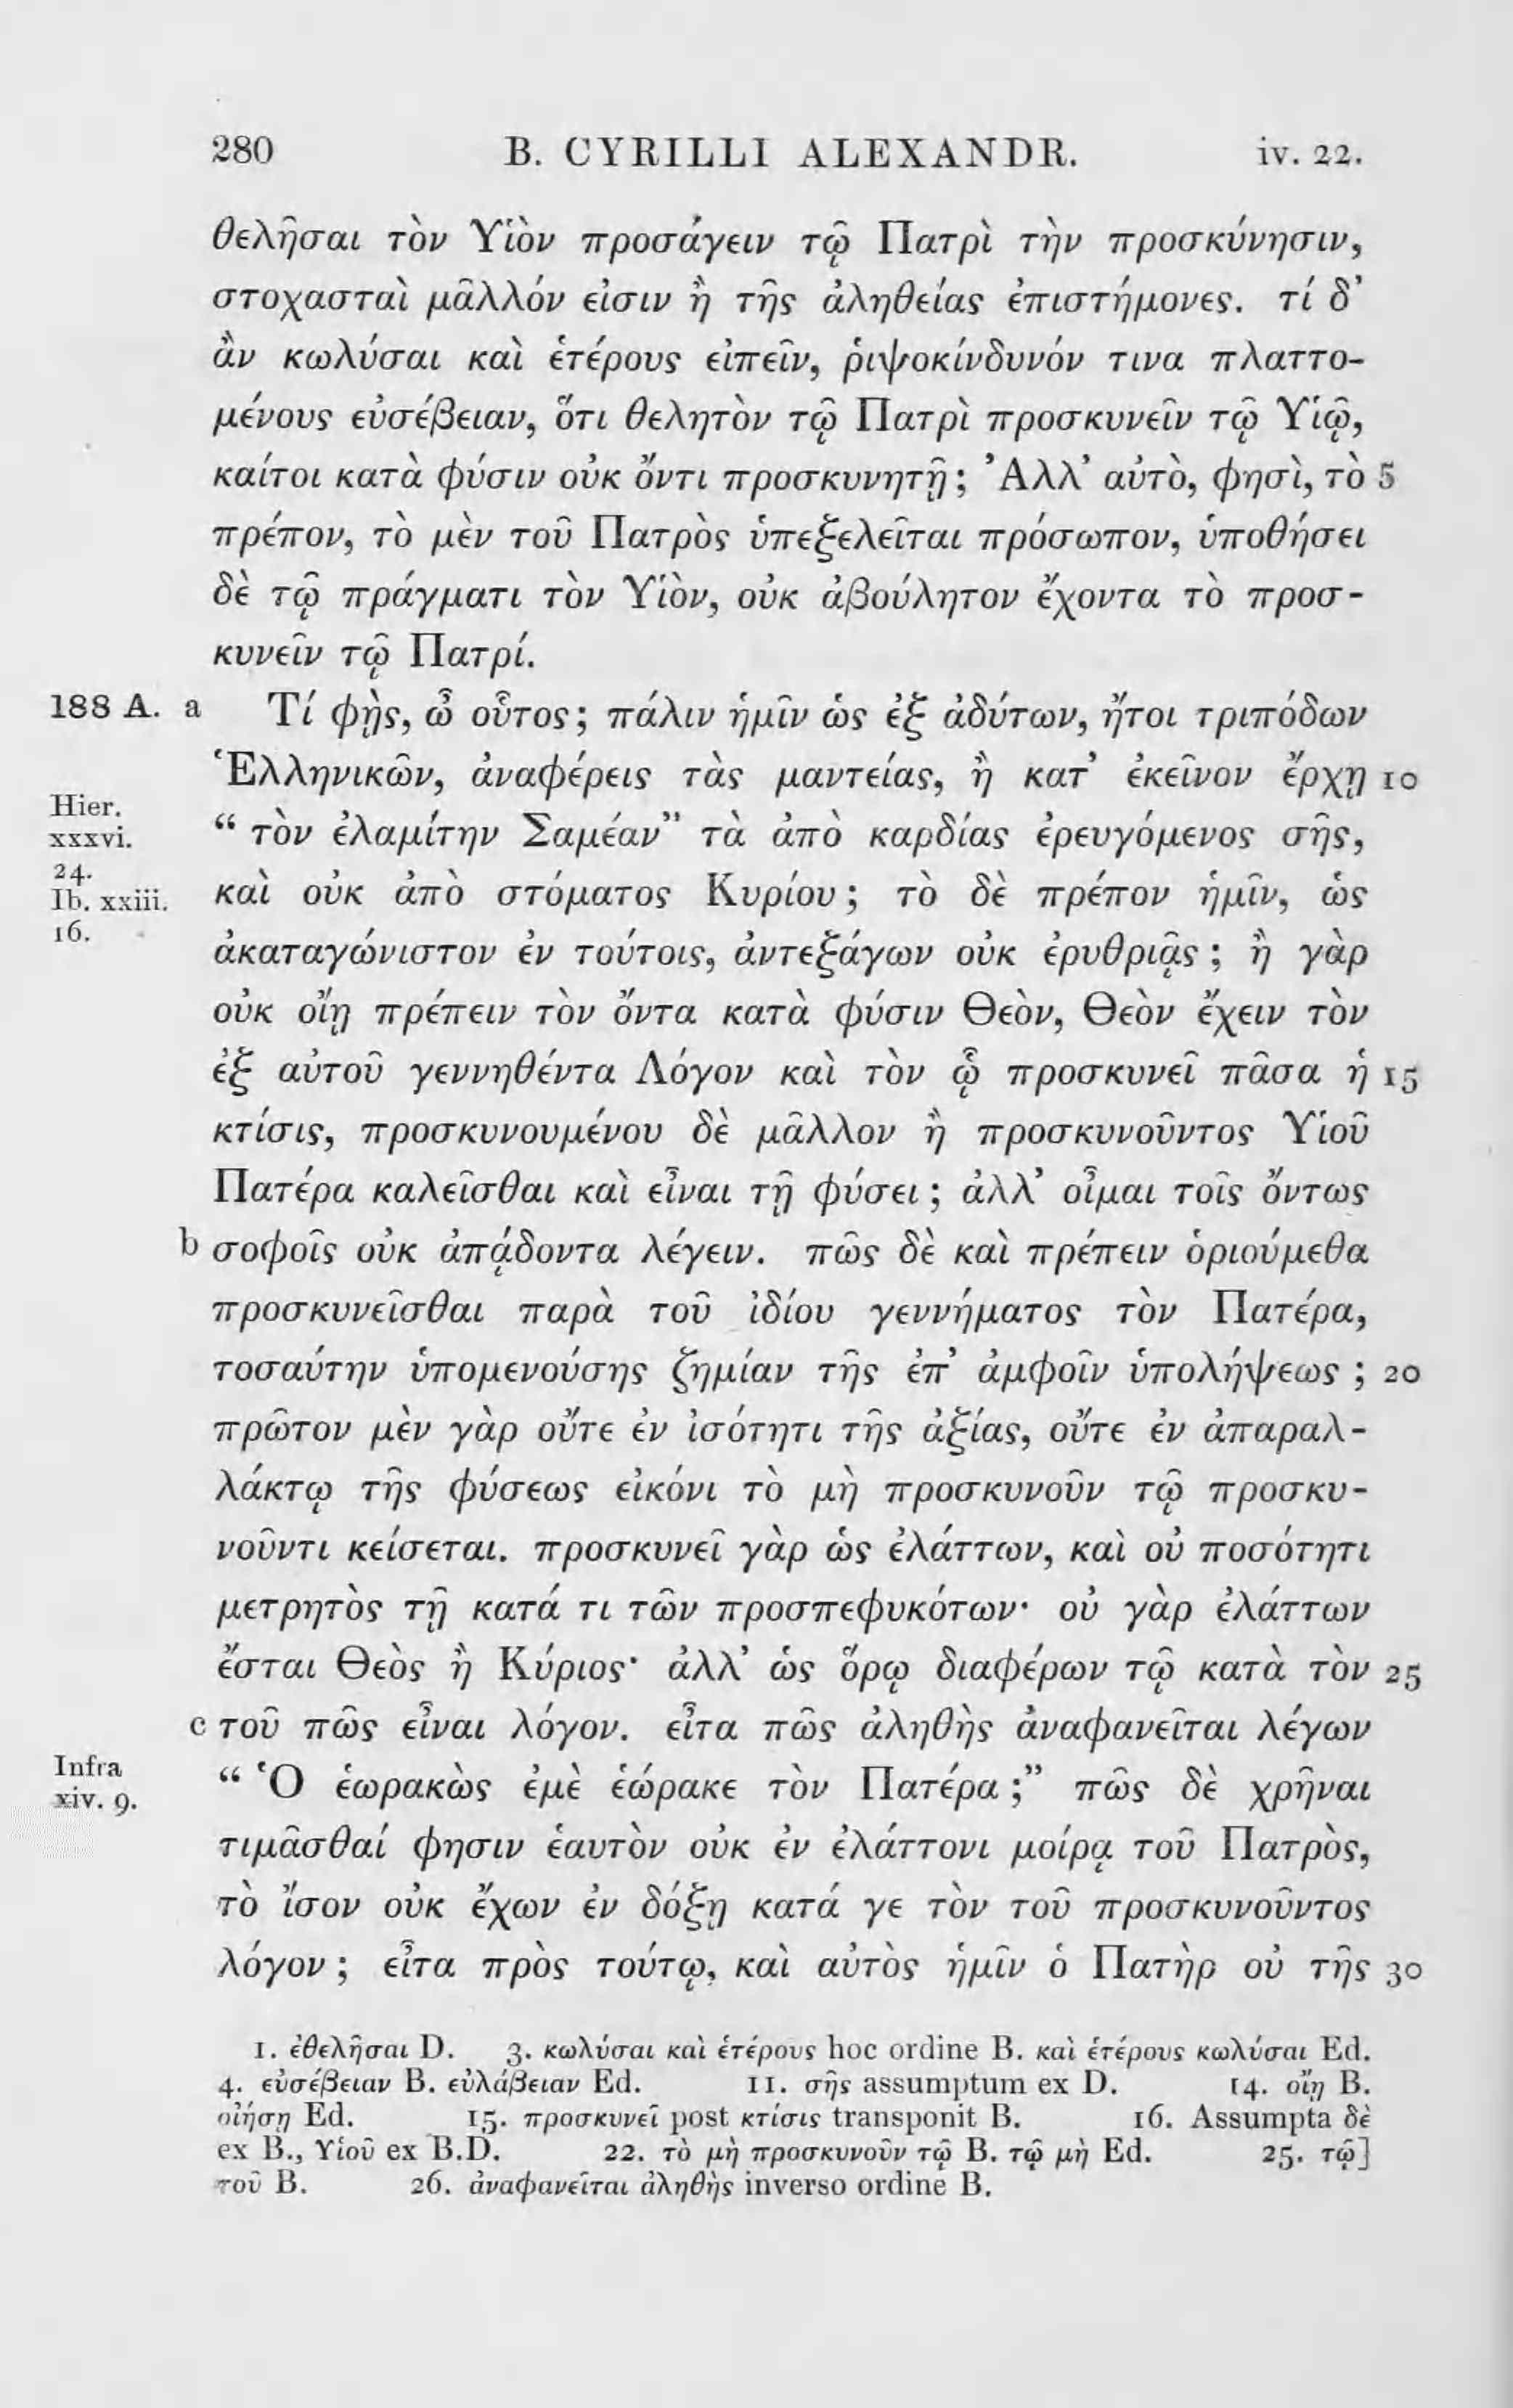 280 B. CYRILLI ALEXANDR. iv. 22.
θελῆσαι τὸν Υἱὸν προσάγειν τῷ Πατρὶ τὴν προσκύνησιν,
στοχασταὶ μᾶλλόν εἰσιν ἢ τῆς ἀληθείας ἐπιστήμονες. τί δ’
ἂν κωλύσαι καὶ ἑτέρους εἰπεῖν, ῥιψοκίνδυνόν τινα πλαττο-
μένους εὐσέβειαν, ὅτι θελητὸν τῷ Πατρὶ προσκυνεῖν τῷ Υἱῷ,
καίτοι κατὰ φύσιν οὐκ ὄντι προσκυνητῇ; Ἀλλ’ αὐτὸ, φησὶ, τὸ 5
πρέπον, τὸ μὲν τοῦ Πατρὸς ὑπεξελεῖται πρόσωπον, ὑποθήσει
δὲ τῷ πράγματι τὸν Υἱὸν, οὐκ ἀβούλητον ἔχοντα τὸ προσ-
κυνεῖν τῷ Πατρί.
188 A. a Τί φῂς, ὦ οὗτος; πάλιν ἡμῖν ὡς ἐξ ἀδύτων, ἤτοι τριπόδων
Ἑλληνικῶν, ἀναφέρεις τὰς μαντείας, ἢ κατ’ ἐκεῖνον ἔρχῃ 10
Hier.
xxxvi.
24.
Ib. xxiii.
16.
“ τὸν ἐλαμίτην Σαμέαν” τὰ ἀπὸ καρδίας ἐρευγόμενος σῆς,
καὶ οὐκ ἀπὸ στόματος Κυρίου; τὸ δὲ πρέπον ἡμῖν, ὡς
ἀκαταγώνιστον ἐν τούτοις, ἀντεξάγων οὐκ ἐρυθριᾷς; ἢ γὰρ
οὐκ οἴῃ πρέπειν τὸν ὄντα κατὰ φύσιν Θεὸν, Θεὸν ἔχειν τὸν
ἐξ αὐτοῦ γεννηθέντα Λόγον καὶ τὸν ᾧ προσκυνεῖ πᾶσα ἡ 15
κτίσις, προσκυνουμένου δὲ μᾶλλον ἢ προσκυνοῦντος Υἱοῦ
Πατέρα καλεῖσθαι καὶ εἶναι τῇ φύσει; ἀλλ’ οἶμαι τοῖς ὄντως
b σοφοῖς οὐκ ἀπᾴδοντα λέγειν. πῶς δὲ καὶ πρέπειν ὁριούμεθα
προσκυνεῖσθαι παρὰ τοῦ ἰδίου γεννήματος τὸν Πατέρα,
τοσαύτην ὑπομενούσης ζημίαν τῆς ἐπ’ ἀμφοῖν ὑπολήψεως; 20
πρῶτον μὲν γὰρ οὔτε ἐν ἰσότητι τῆς ἀξίας, οὔτε ἐν ἀπαραλ-
λάκτῳ τῆς φύσεως εἰκόνι τὸ μὴ προσκυνοῦν τῷ προσκυ-
νοῦντι κείσεται. προσκυνεῖ γὰρ ὡς ἐλάττων, καὶ οὐ ποσότητι
μετρητὸς τῇ κατά τι τῶν προσπεφυκότων· οὐ γὰρ ἐλάττων
ἔσται Θεὸς ἢ Κύριος· ἀλλ’ ὡς ὅρῳ διαφέρων τῷ κατὰ τὸν 25
c τοῦ πῶς εἶναι λόγον. εἶτα πῶς ἀληθὴς ἀναφανεῖται λέγων
Infra
xiv. 9.
“ Ὁ ἑωρακὼς ἐμὲ ἑώρακε τὸν Πατέρα;” πῶς δὲ χρῆναι
τιμᾶσθαί φησιν ἑαυτὸν οὐκ ἐν ἐλάττονι μοίρᾳ τοῦ Πατρὸς,
τὸ ἴσον οὐκ ἔχων ἐν δόξῃ κατά γε τὸν τοῦ προσκυνοῦντος
λόγον; εἶτα πρὸς τούτῳ, καὶ αὐτὸς ἡμῖν ὁ Πατὴρ οὐ τῆς 30
1. ἐθελῆσαι D. 3. κωλύσαι καὶ ἑτέρους hoc ordine B. καὶ ἑτέρους κωλύσαι Ed.
4. εὐσέβειαν B. εὐλάβειαν Ed. 11. σῆς assumptum ex D. 14. οἴῃ B.
οἰήσῃ Ed. 15. προσκυνεῖ post κτίσις transponit B. 16. Assumpta δὲ
ex B., Υἱοῦ ex B.D. 22. τὸ μὴ προσκυνοῦν τῷ B. τῷ μὴ Ed. 25. τῷ]
τοῦ B. 26. ἀναφανεῖται ἀληθὴς inverso ordine B.